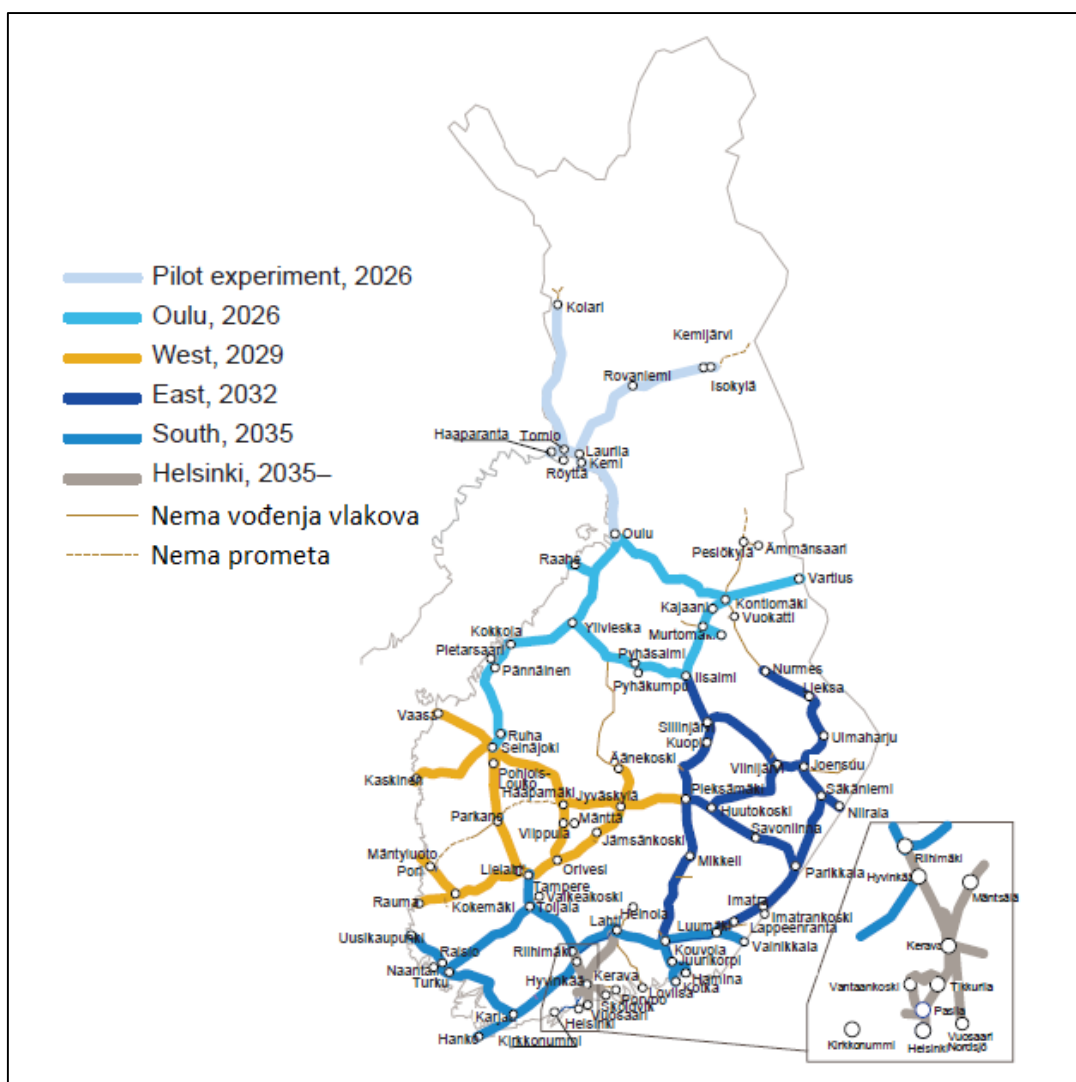 Pilot experiment, 2026
Oulu, 2026
West, 2029
East, 2032
South, 2035
Helsinki, 2035–
Nema vođenja vlakova
Nema prometa
Kolari
Kemijärvi
Rovaniemi
Isokylä
Haaparanta
Tornio
Laurila
Röyttä
Kemi
Oulu
Pesiökylä
Ämmänsaari
Raahe
Vartius
Kajaani
Kontiomäki
Vuokatti
Ylivieska
Murtomäki
Kokkola
Pietarsaari
Pännäinen
Pyhäsalmi
Pyhäkumpu
Iisalmi
Nurmes
Lieksa
Vaasa
Ruha
Seinäjoki
Siilinjärvi
Kuopi
Uimaharju
Kaskinen
Pohjois-
Louko
Haapamäki
Äänekoski
Viinijärvi
Joensuu
Jyväskylä
Pieksämäki
Huutokoski
Säkäniemi
Niirala
Parkano
Vilppula
Mänttä
Jämsänkoski
Savonlinna
Mäntyluoto
Pori
Lielahti
Orivesi
Mikkeli
Parikkala
Tampere
Valkeakoski
Rauma
Kokemäki
Toijala
Heinola
Imatra
Imatrankoski
Lahti
Luumäki
Lappeenranta
Uusikaupunki
Raisio
Riihimäki
Kouvola
Vainikkala
Juurikorpi
Naantali
Turku
Hyvinkää
Kerava
Hamina
Kotka
Loviisa
Porvoo
Sköldvik
Vuosaari
Karjaa
Helsinki
Hanko
Kirkkonummi
Riihimäki
Hyvinkää
Mäntsälä
Kerava
Vantaankoski
Tikkurila
Pasila
Kirkkonummi
Helsinki
Vuosaari
Nordsjö